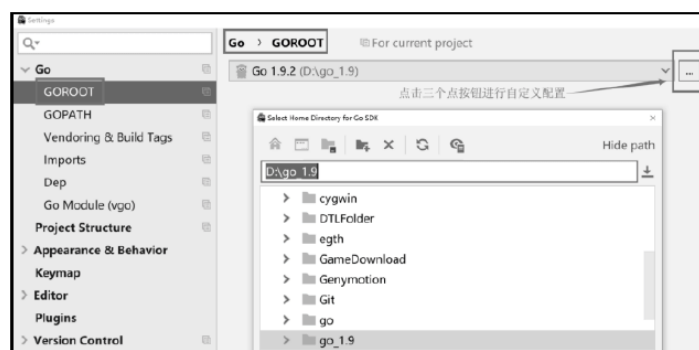 Settings
Go > GOROOT
For current project
Go
GOROOT
GOPATH
Vendoring & Build Tags
Imports
Dep
Go Module (vgo)
Project Structure
Appearance & Behavior
Keymap
Editor
Plugins
Version Control
Go 1.9.2 (D:\go_1.9)
...
点击三个点按钮进行自定义配置
Select Home Directory for Go SDK
Hide path
D:\go_1.9
cygwin
DTLFolder
egth
GameDownload
Genymotion
Git
go
go_1.9